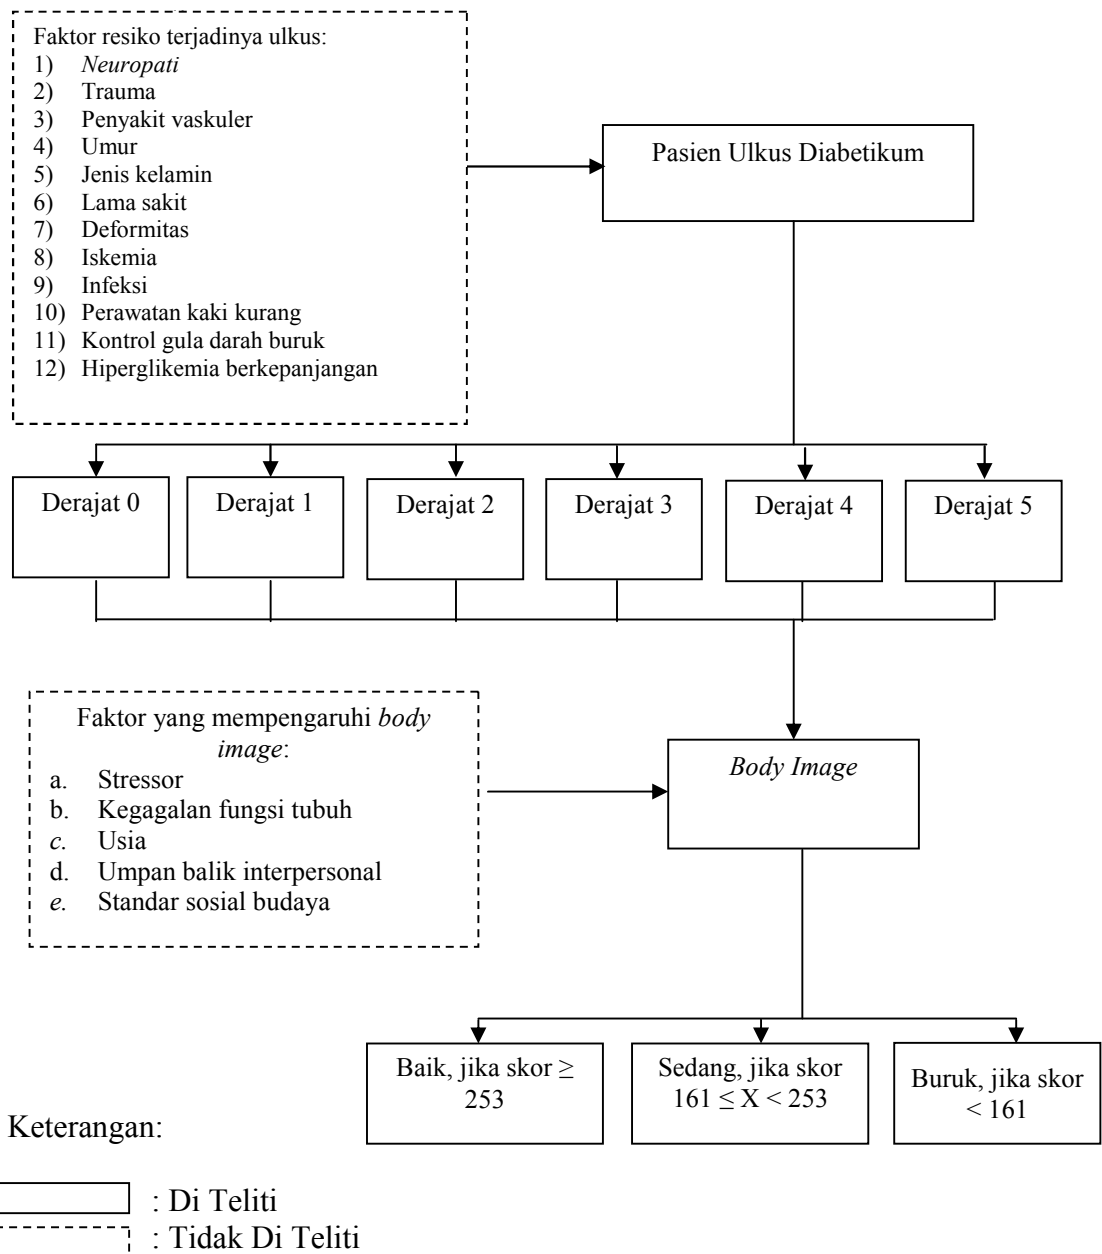 Faktor resiko terjadinya ulkus:
1) Neuropati
2) Trauma
3) Penyakit vaskuler
4) Umur
5) Jenis kelamin
6) Lama sakit
7) Deformitas
8) Iskemia
9) Infeksi
10) Perawatan kaki kurang
11) Kontrol gula darah buruk
12) Hiperglikemia berkepanjangan
Pasien Ulkus Diabetikum
Derajat 0
Derajat 1
Derajat 2
Derajat 3
Derajat 4
Derajat 5
Faktor yang mempengaruhi body
image:
a. Stressor
b. Kegagalan fungsi tubuh
c. Usia
d. Umpan balik interpersonal
e. Standar sosial budaya
Body Image
Baik, jika skor ≥
253
Sedang, jika skor
161 ≤ X < 253
Buruk, jika skor
< 161
Keterangan:
: Di Teliti
: Tidak Di Teliti